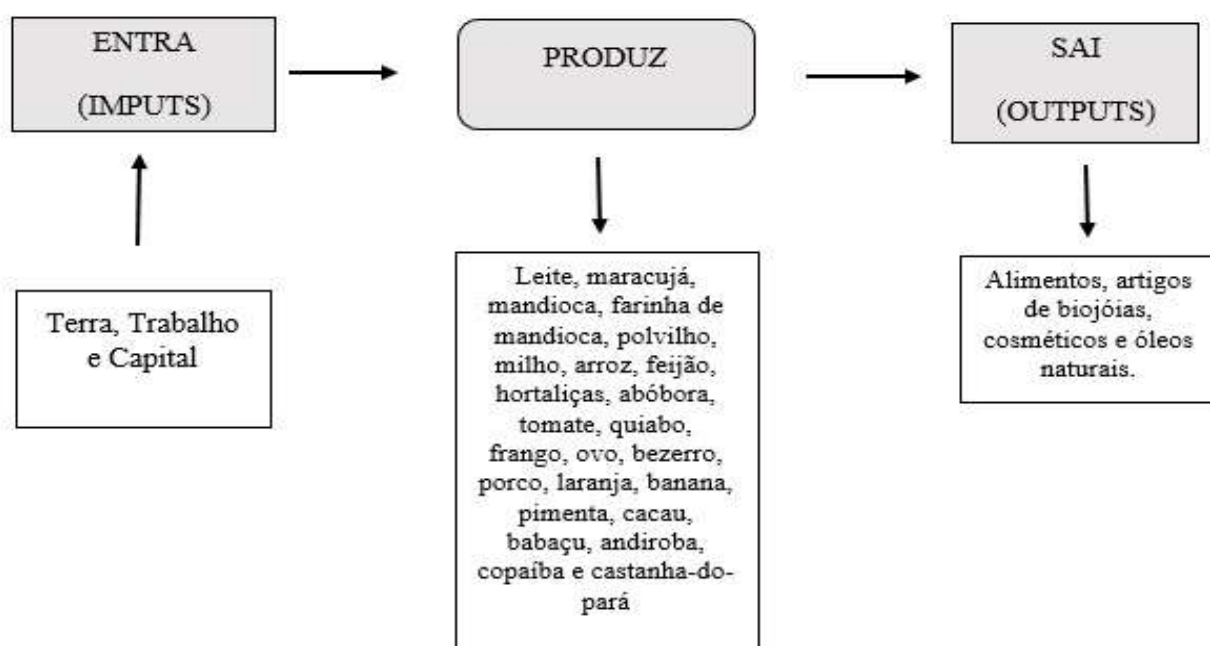 ENTRA
(IMPUTS)
PRODUZ
SAI
(OUTPUTS)
Terra, Trabalho
e Capital
Leite, maracujá,
mandioca, farinha de
mandioca, polvilho,
milho, arroz, feijão,
hortaliças, abóbora,
tomate, quiabo,
frango, ovo, bezerro,
porco, laranja, banana,
pimenta, cacau,
babaçu, andiroba,
copaíba e castanha-do-
pará
Alimentos, artigos
de biojóias,
cosméticos e óleos
naturais.